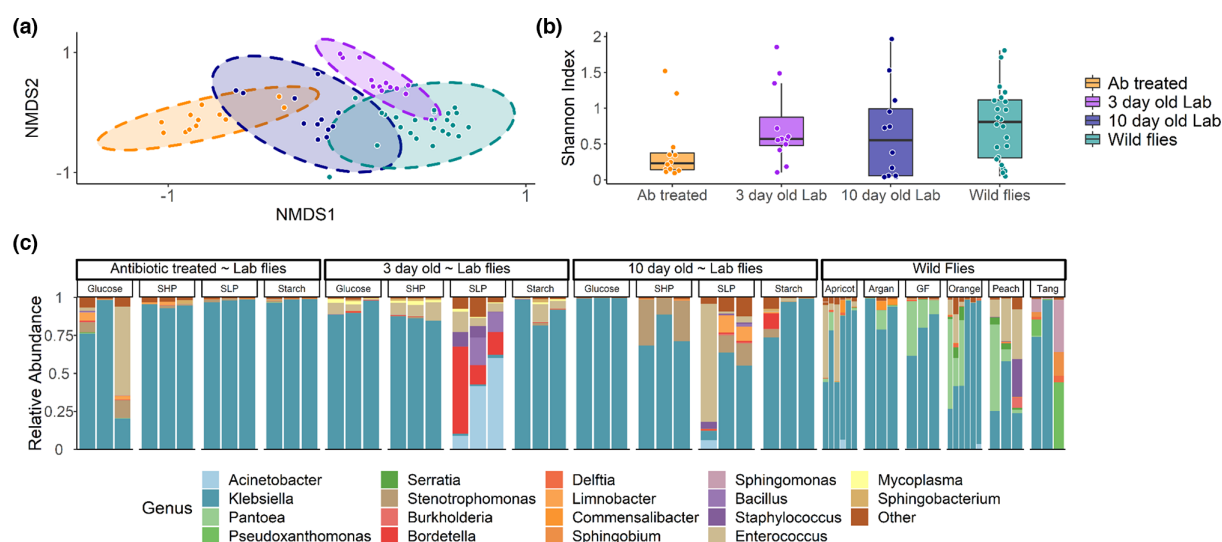 (a)
NMDS2
1
-1
-1
1
NMDS1
(b)
Shannon Index
2
1.5
1
0.5
0
Ab treated
3 day old Lab
10 day old Lab
Wild flies
Ab treated
3 day old Lab
10 day old Lab
Wild flies
(c)
Antibiotic treated ~ Lab flies
3 day old ~ Lab flies
10 day old ~ Lab flies
Wild Flies
Glucose SHP SLP Starch Glucose SHP SLP Starch Glucose SHP SLP Starch Apricot Argan GF Orange Peach Tang
Relative Abundance
1
0.75
0.5
0.25
0
Genus
Acinetobacter
Klebsiella
Pantoea
Pseudoxanthomonas
Serratia
Stenotrophomonas
Burkholderia
Bordetella
Delftia
Limnobacter
Commensalibacter
Sphingobium
Sphingomonas
Bacillus
Staphylococcus
Enterococcus
Mycoplasma
Sphingobacterium
Other